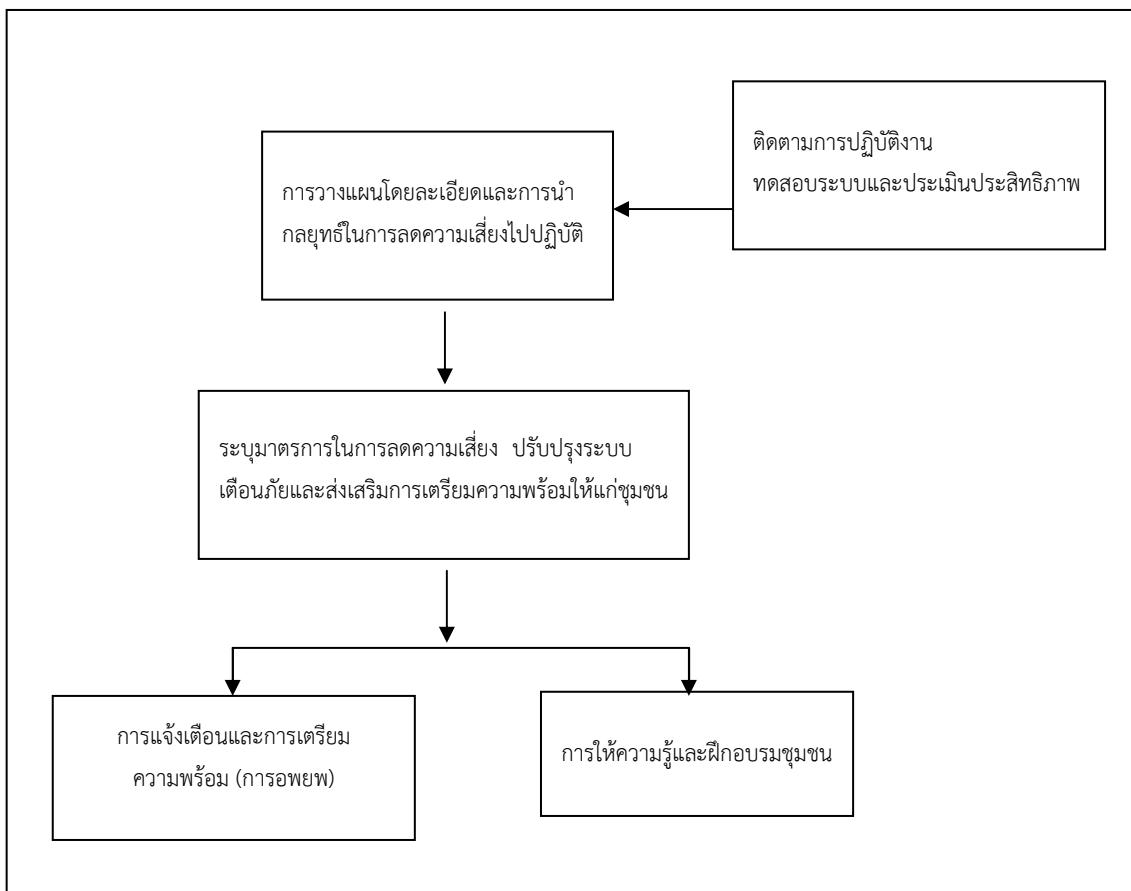 ติดตามการปฏิบัติงาน
ทดสอบระบบและประเมินประสิทธิภาพ
การวางแผนโดยละเอียดและการนำ
กลยุทธ์ในการลดความเสี่ยงไปปฏิบัติ
ระบุมาตรการในการลดความเสี่ยง ปรับปรุงระบบ
เตือนภัยและส่งเสริมการเตรียมความพร้อมให้แก่ชุมชน
การแจ้งเตือนและการเตรียม
ความพร้อม (การอพยพ)
การให้ความรู้และฝึกอบรมชุมชน